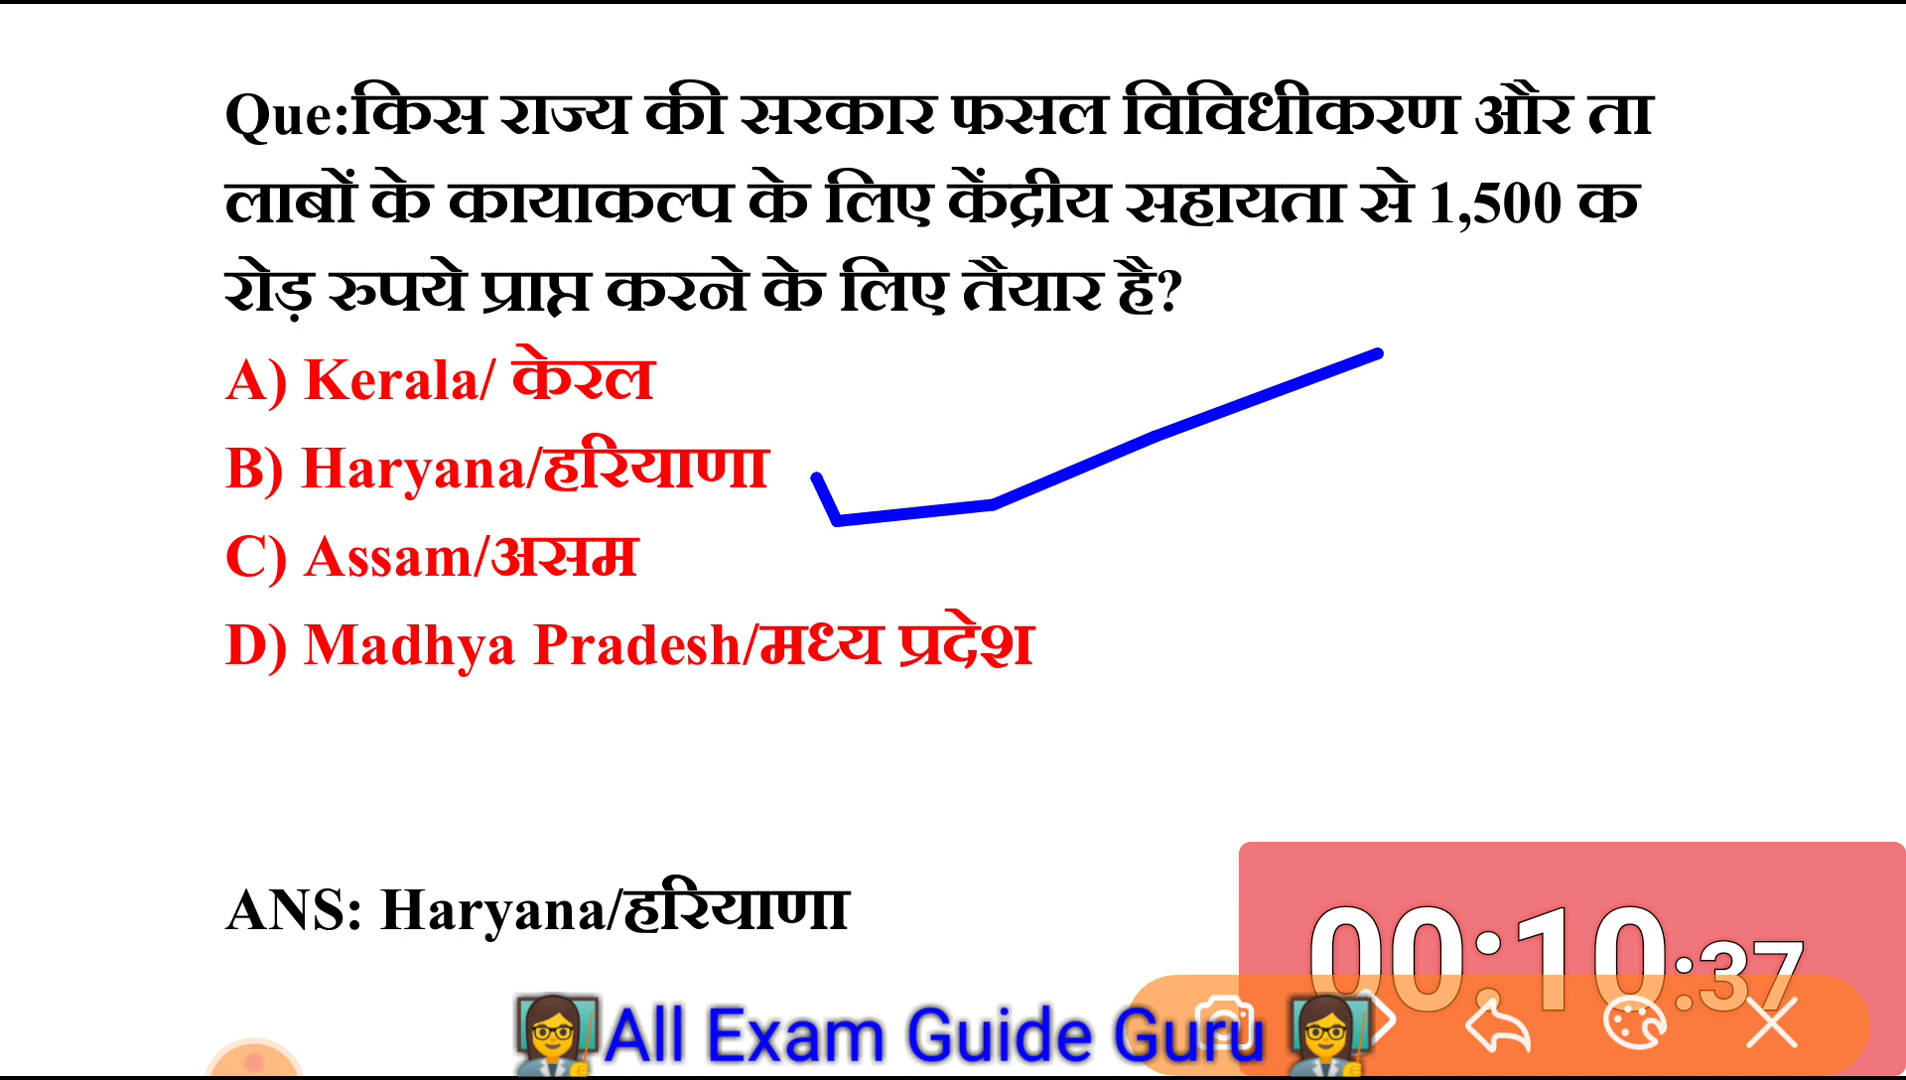 Que:किस राज्य की सरकार फसल विविधीकरण और ता
लाबों के कायाकल्प के लिए केंद्रीय सहायता से 1,500 क
रोड़ रुपये प्राप्त करने के लिए तैयार है?
A) Kerala/ केरल
B) Haryana/हरियाणा
C) Assam/असम
D) Madhya Pradesh/मध्य प्रदेश
ANS: Haryana/हरियाणा
00:10:37
All Exam Guide Guru